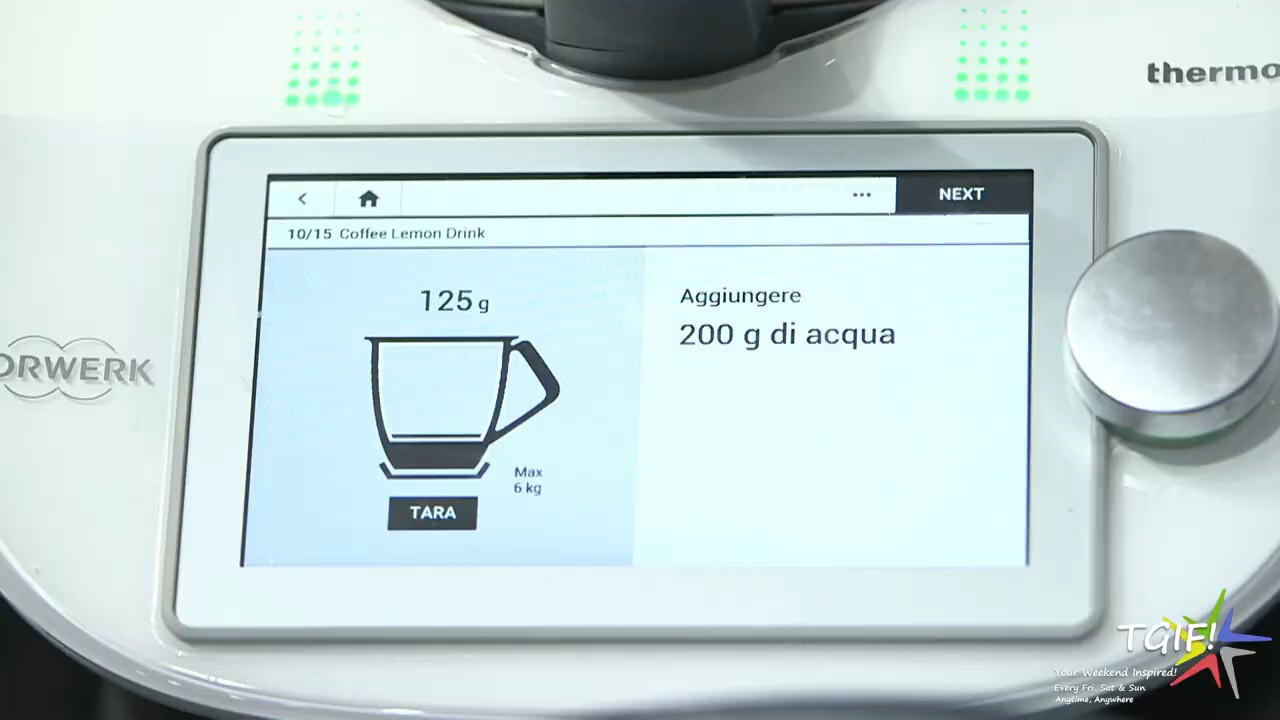 thermo
NEXT
10/15 Coffee Lemon Drink
125 g
Aggiungere
200 g di acqua
ORWERK
Max
6 kg
TARA
TGIF!
Your Weekend Inspired!
Every Fri, Sat & Sun
Anytime, Anywhere